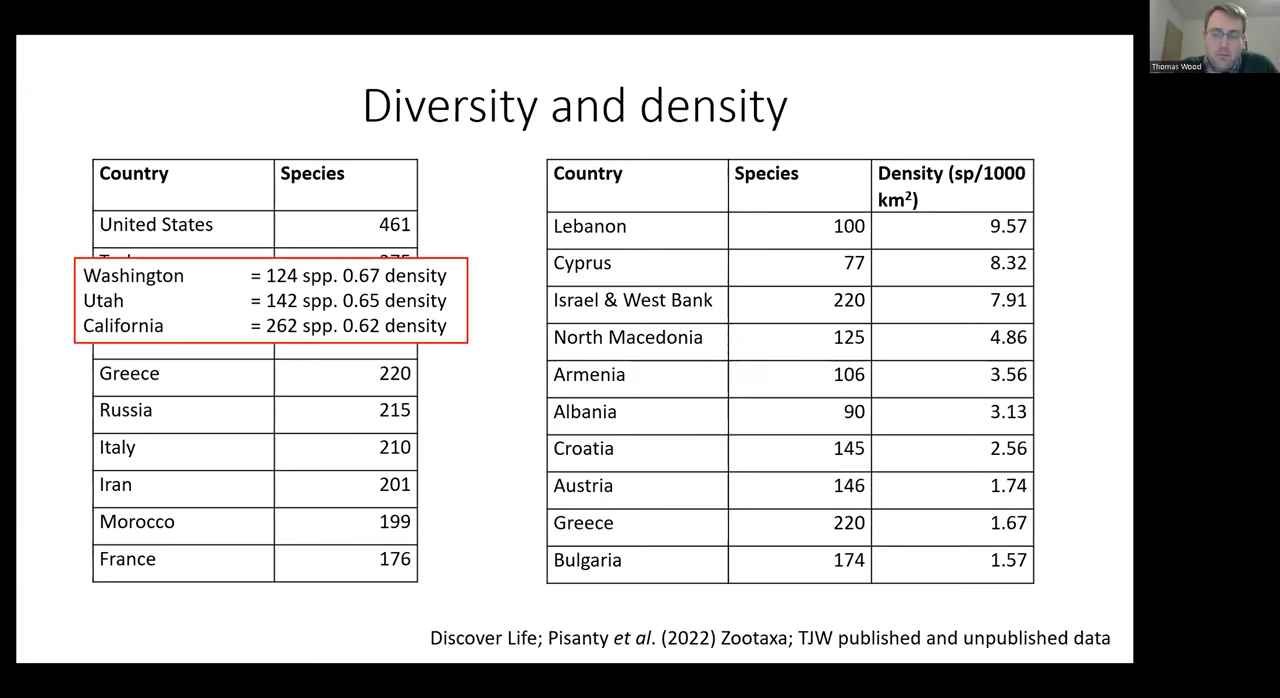 Thomas Wood
Diversity and density
Country Species
United States 461
Washington = 124 spp. 0.67 density
Utah = 142 spp. 0.65 density
California = 262 spp. 0.62 density
Greece 220
Russia 215
Italy 210
Iran 201
Morocco 199
France 176
Country Species Density (sp/1000
km²)
Lebanon 100 9.57
Cyprus 77 8.32
Israel & West Bank 220 7.91
North Macedonia 125 4.86
Armenia 106 3.56
Albania 90 3.13
Croatia 145 2.56
Austria 146 1.74
Greece 220 1.67
Bulgaria 174 1.57
Discover Life; Pisanty et al. (2022) Zootaxa; TJW published and unpublished data